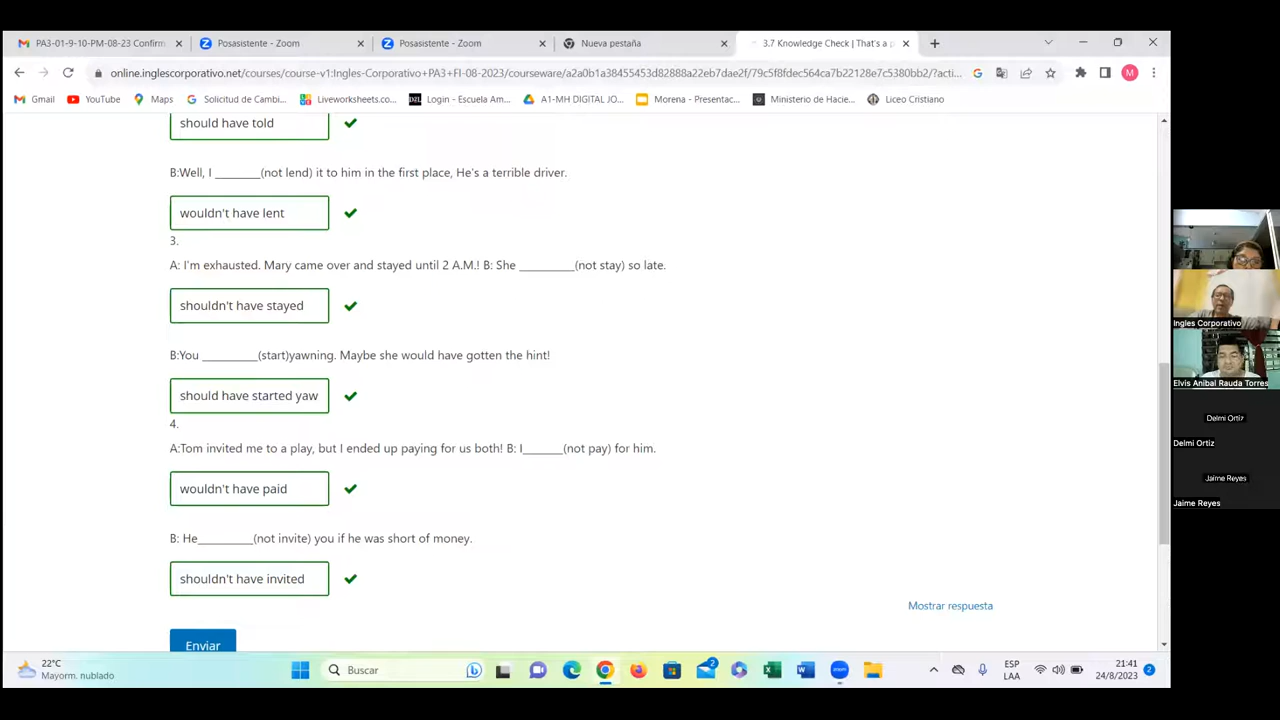 PA3-01-9-10-PM-08-23 Confirm
Posasistente - Zoom
Posasistente - Zoom
Nueva pestaña
3.7 Knowledge Check | That's a p
online.inglescorporativo.net/courses/course-v1:Ingles-Corporativo+PA3+FI-08-2023/courseware/a2a0b1a38455453d82888a22eb7dae2f/79c5f8fdec564ca7b22128e7c5380bb2/?acti...
M
Gmail
YouTube
Maps
Solicitud de Cambi...
Liveworksheets.co...
Login - Escuela Am...
A1-MH DIGITAL JO...
Morena - Presentac...
Ministerio de Hacie...
Liceo Cristiano
should have told
B:Well, I ________(not lend) it to him in the first place, He's a terrible driver.
wouldn't have lent
3.
A: I'm exhausted. Mary came over and stayed until 2 A.M.! B: She __________(not stay) so late.
shouldn't have stayed
B:You __________(start)yawning. Maybe she would have gotten the hint!
should have started yaw
4.
A:Tom invited me to a play, but I ended up paying for us both! B: I_______(not pay) for him.
wouldn't have paid
B: He__________(not invite) you if he was short of money.
shouldn't have invited
Mostrar respuesta
Enviar
Ingles Corporativo
Elvis Anibal Rauda Torres
Delmi Ortiz
Delmi Ortiz
Jaime Reyes
Jaime Reyes
22°C
Mayorm. nublado
Buscar
2
ESP
LAA
21:41
24/8/2023
2